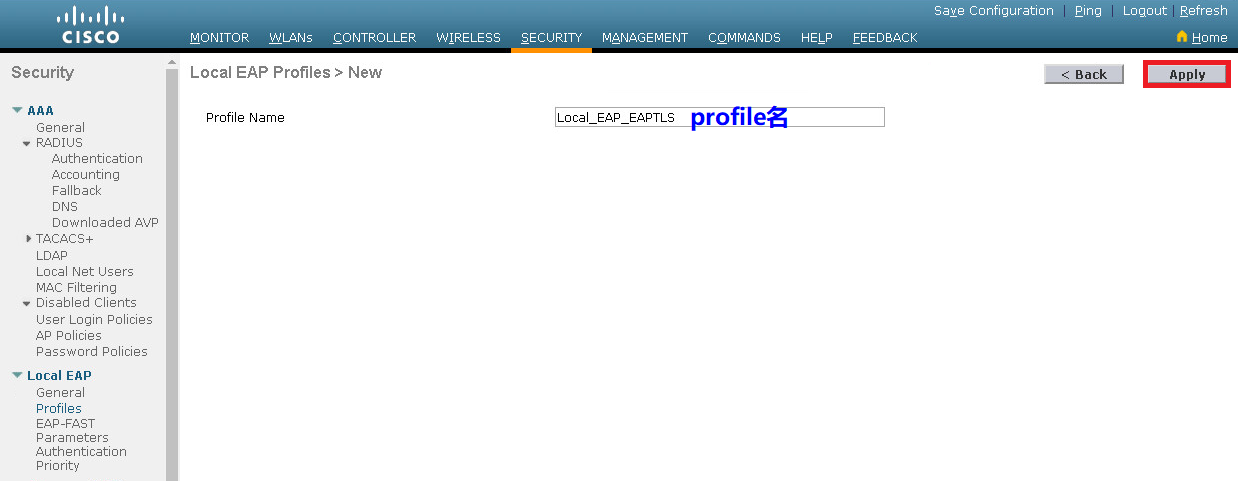 Save Configuration | Ping | Logout | Refresh
CISCO
MONITOR WLANs CONTROLLER WIRELESS SECURITY MANAGEMENT COMMANDS HELP FEEDBACK Home
Security
Local EAP Profiles > New
< Back
Apply
Profile Name
Local_EAP_EAPTLS
profile名
AAA
General
RADIUS
Authentication
Accounting
Fallback
DNS
Downloaded AVP
TACACS+
LDAP
Local Net Users
MAC Filtering
Disabled Clients
User Login Policies
AP Policies
Password Policies
Local EAP
General
Profiles
EAP-FAST
Parameters
Authentication
Priority